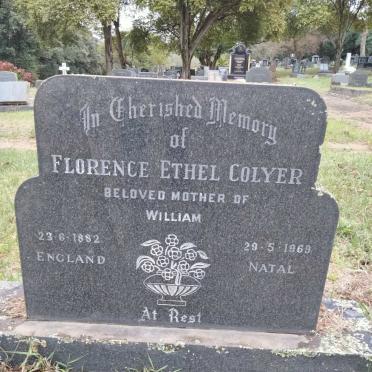 In Cherished Memory
of
FLORENCE ETHEL COLYER
BELOVED MOTHER OF
WILLIAM
23·6·1882
ENGLAND
29·5·1969
NATAL
At Rest